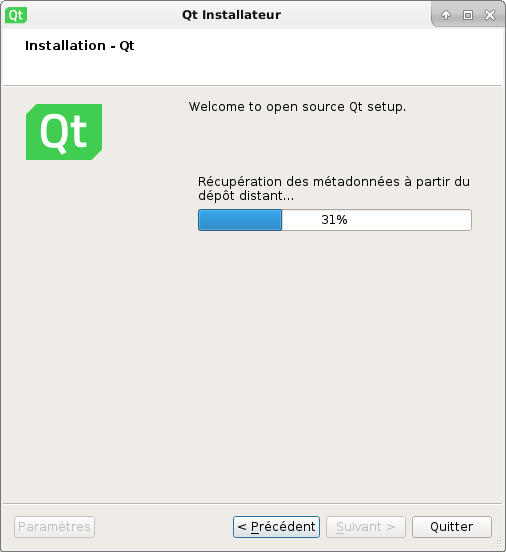 Qt Installateur
Installation - Qt
Qt
Welcome to open source Qt setup.
Récupération des métadonnées à partir du
dépôt distant...
31%
Paramètres
< Précédent
Suivant >
Quitter